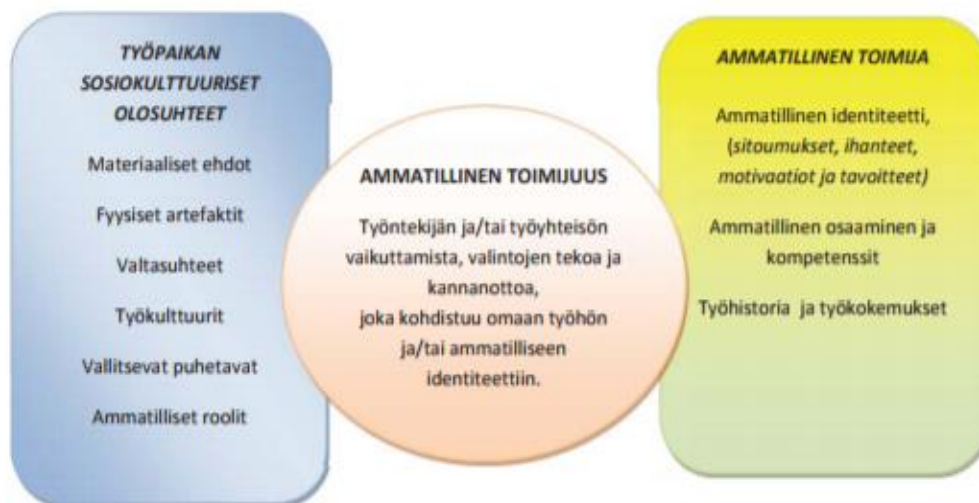 TYÖPAIKAN
SOSIOKULTTUURISET
OLOSUHTEET
Materiaaliset ehdot
Fyysiset artefaktit
Valtasuhteet
Työkulttuurit
Vallitsevat puhetavat
Ammatilliset roolit
AMMATILLINEN TOIMIJUUS
Työntekijän ja/tai työyhteisön
vaikuttamista, valintojen tekoa ja
kannanottoa,
joka kohdistuu omaan työhön
ja/tai ammatilliseen
identiteettiin.
AMMATILLINEN TOIMIJA
Ammatillinen identiteetti,
(sitoumukset, ihanteet,
motivaatiot ja tavoitteet)
Ammatillinen osaaminen ja
kompetenssit
Työhistoria ja työkokemukset